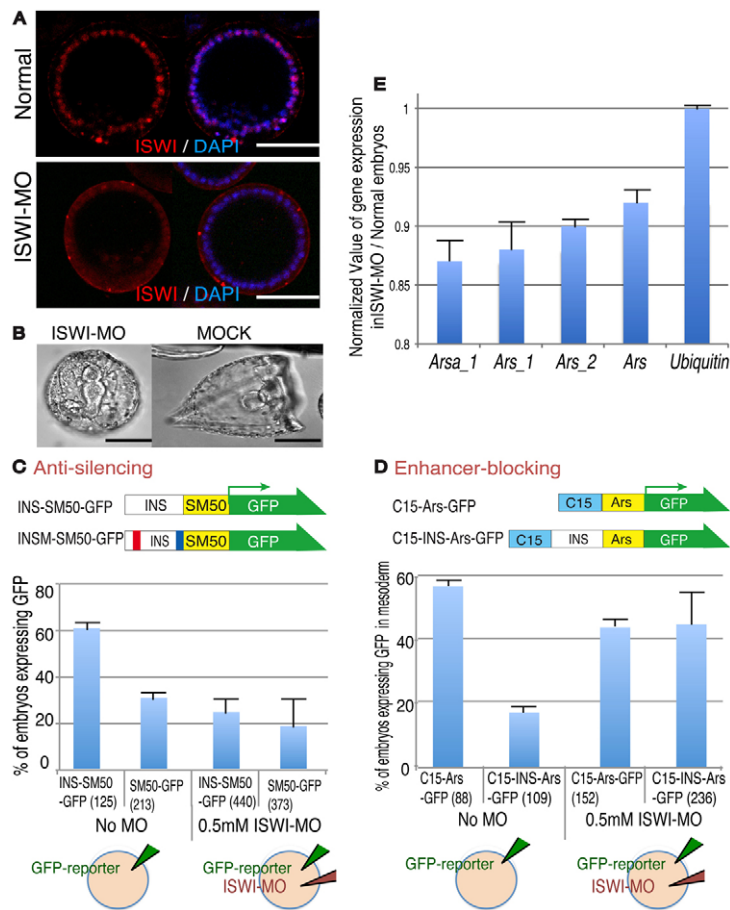 A
Normal
ISWI / DAPI
ISWI-MO
ISWI / DAPI
B
ISWI-MO
MOCK
E
Normalized Value of gene expression
inISWI-MO / Normal embryos
1
0.95
0.9
0.85
0.8
Arsa_1
Ars_1
Ars_2
Ars
Ubiquitin
C Anti-silencing
INS-SM50-GFP
INS
SM50
GFP
INSM-SM50-GFP
INS
SM50
GFP
% of embryos expressing GFP
80
60
40
20
0
INS-SM50
-GFP (125)
SM50-GFP
(213)
INS-SM50
-GFP (440)
SM50-GFP
(373)
No MO
0.5mM ISWI-MO
GFP-reporter
GFP-reporter
ISWI-MO
D Enhancer-blocking
C15-Ars-GFP
C15
Ars
GFP
C15-INS-Ars-GFP
C15
INS
Ars
GFP
% of embryos expressing GFP in mesoderm
60
40
20
0
C15-Ars
-GFP (88)
C15-INS-Ars
-GFP (109)
C15-Ars-GFP
(152)
C15-INS-Ars
-GFP (236)
No MO
0.5mM ISWI-MO
GFP-reporter
GFP-reporter
ISWI-MO